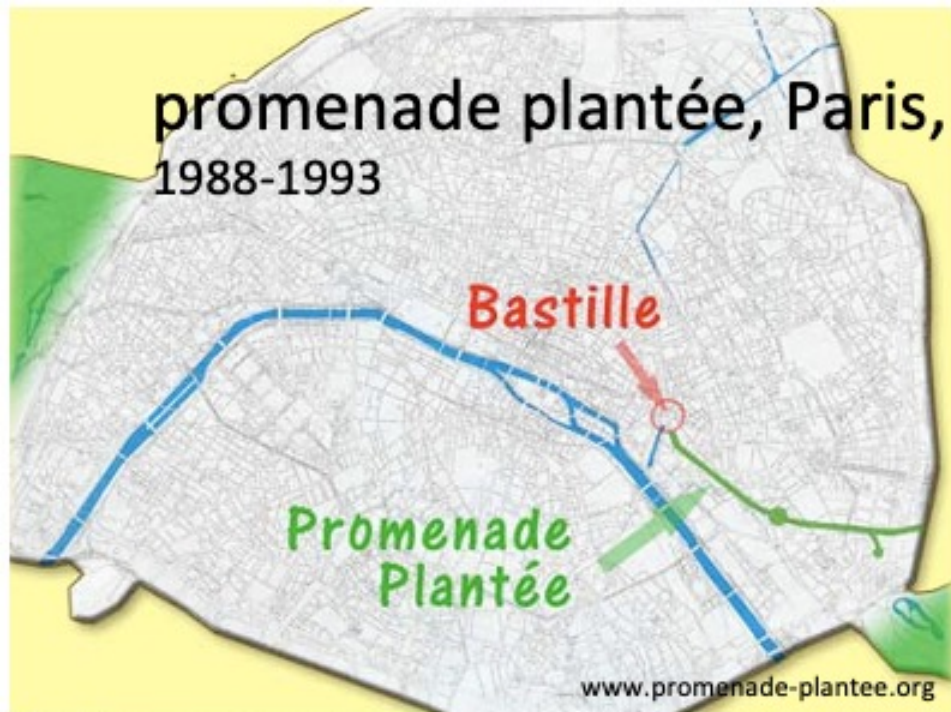 promenade plantée, Paris,
1988-1993
Bastille
Promenade
Plantée
www.promenade-plantee.org